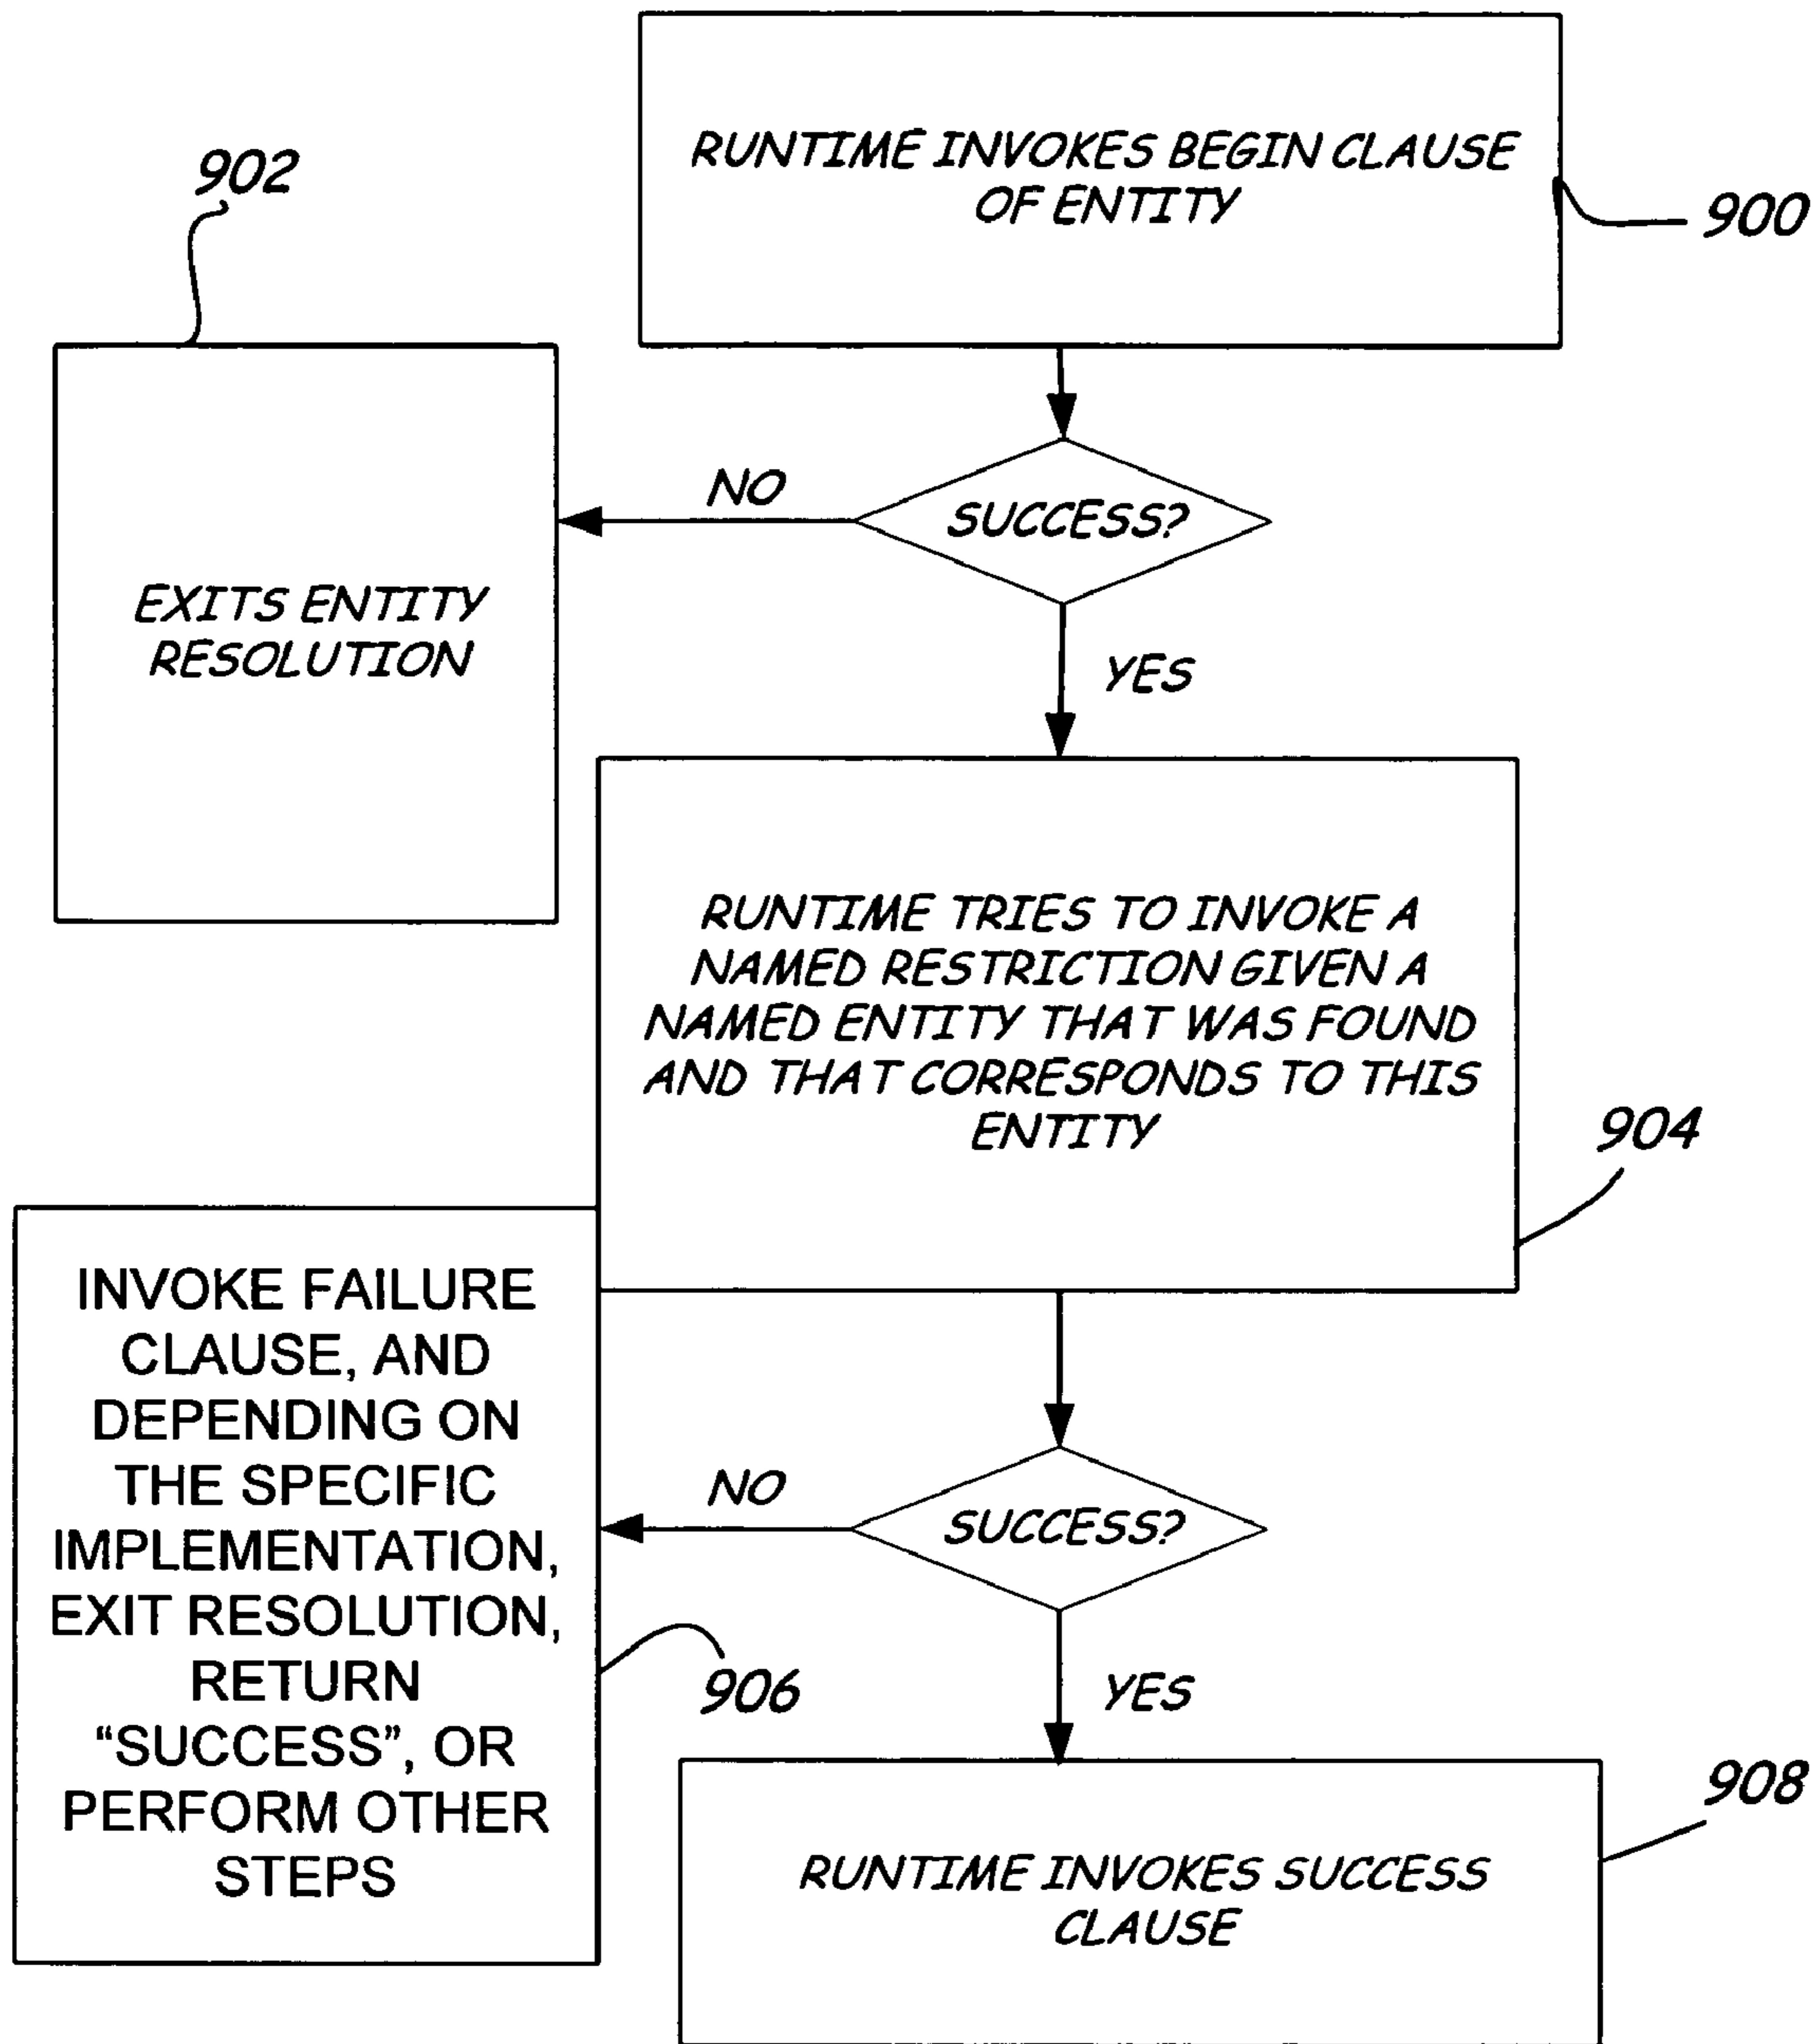 RUNTIME INVOKES BEGIN CLAUSE
OF ENTITY
900
902
NO
SUCCESS?
EXITS ENTITY
RESOLUTION
YES
RUNTIME TRIES TO INVOKE A
NAMED RESTRICTION GIVEN A
NAMED ENTITY THAT WAS FOUND
AND THAT CORRESPONDS TO THIS
ENTITY
904
INVOKE FAILURE
CLAUSE, AND
DEPENDING ON
THE SPECIFIC
IMPLEMENTATION,
EXIT RESOLUTION,
RETURN
“SUCCESS”, OR
PERFORM OTHER
STEPS
NO
SUCCESS?
906
YES
908
RUNTIME INVOKES SUCCESS
CLAUSE